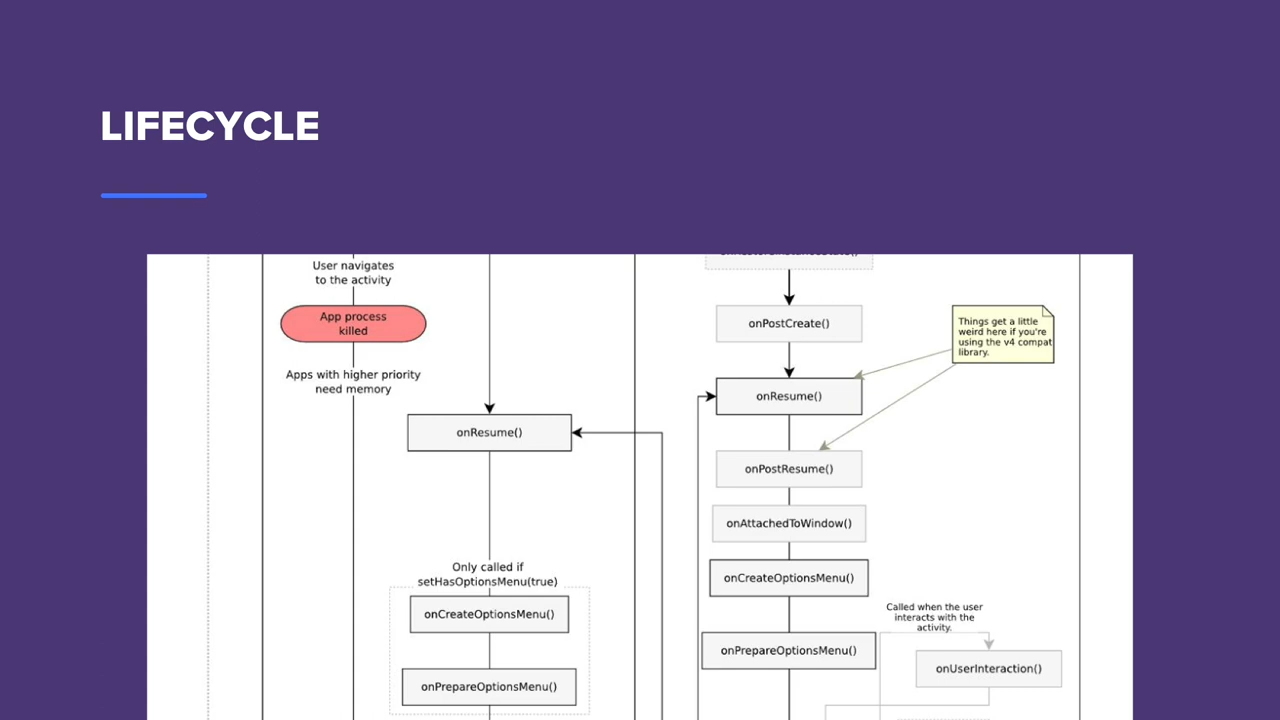 LIFECYCLE
User navigates
to the activity
App process
killed
Apps with higher priority
need memory
onResume()
Only called if
setHasOptionsMenu(true)
onCreateOptionsMenu()
onPrepareOptionsMenu()
onPostCreate()
onResume()
onPostResume()
onAttachedToWindow()
onCreateOptionsMenu()
onPrepareOptionsMenu()
Things get a little
weird here if you're
using the v4 compat
library.
Called when the user
interacts with the
activity.
onUserInteraction()